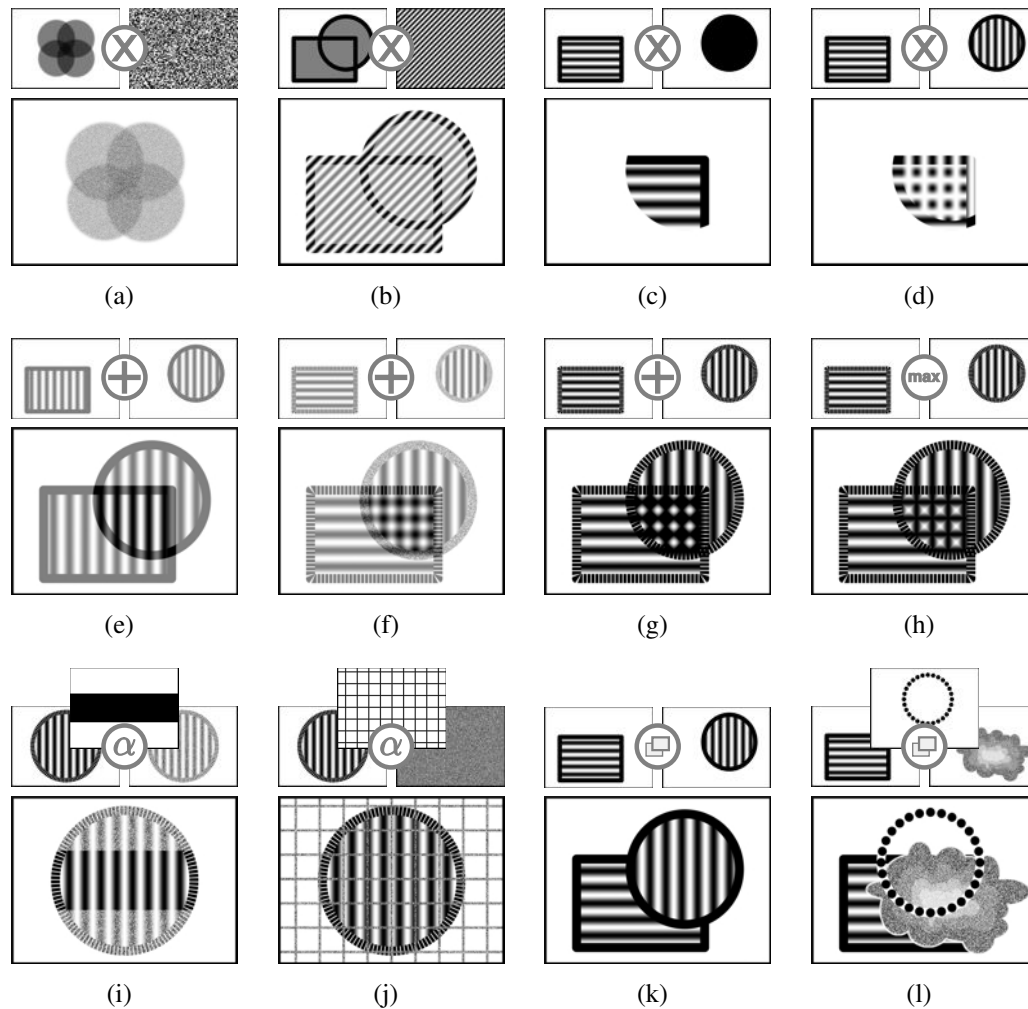 X X X X
(a) (b) (c) (d)
+ + + max
(e) (f) (g) (h)
α α
(i) (j) (k) (l)